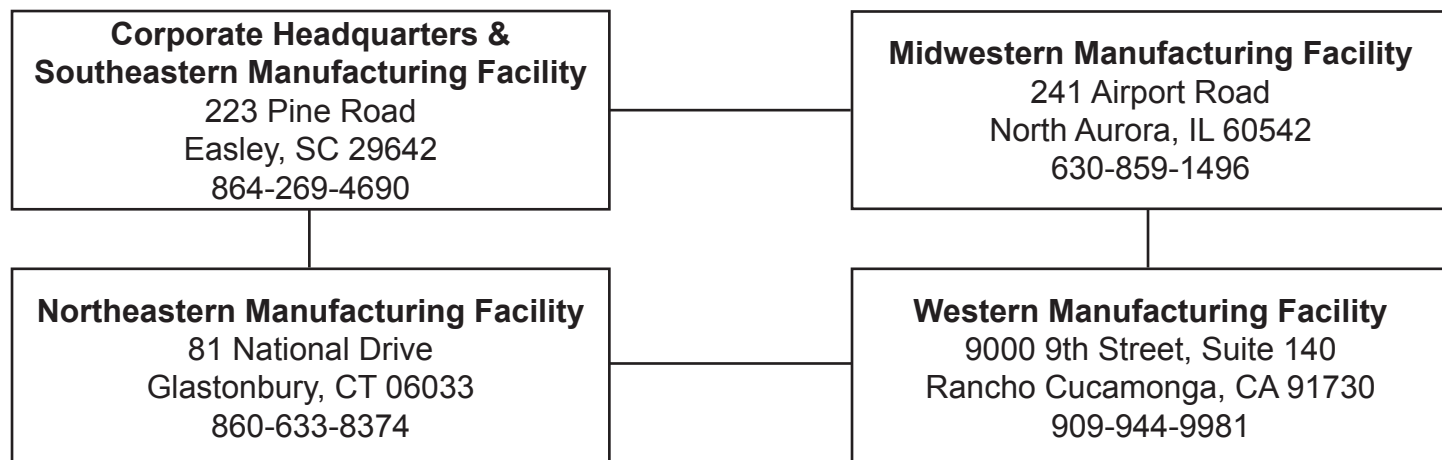 Corporate Headquarters &
Southeastern Manufacturing Facility
223 Pine Road
Easley, SC 29642
864-269-4690
Midwestern Manufacturing Facility
241 Airport Road
North Aurora, IL 60542
630-859-1496
Northeastern Manufacturing Facility
81 National Drive
Glastonbury, CT 06033
860-633-8374
Western Manufacturing Facility
9000 9th Street, Suite 140
Rancho Cucamonga, CA 91730
909-944-9981